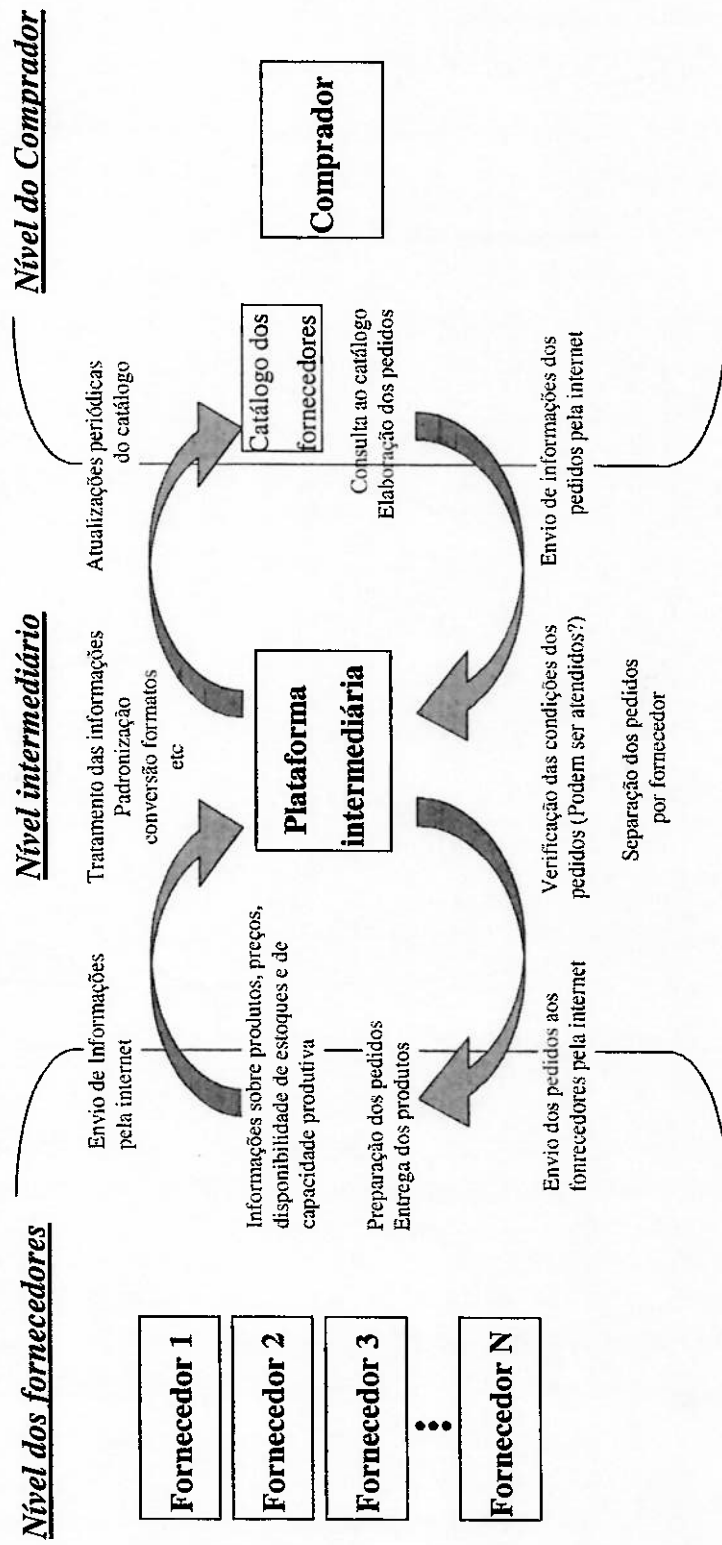 Nível dos fornecedores
Nível intermediário
Nível do Comprador
Fornecedor 1
Fornecedor 2
Fornecedor 3
Fornecedor N
Envio de Informações
pela internet
Informações sobre produtos, preços,
disponibilidade de estoques e de
capacidade produtiva
Preparação dos pedidos
Entrega dos produtos
Envio dos pedidos aos
fonrecedores pela internet
Tratamento das informações
Padronização
conversão formatos
etc
Plataforma
intermediária
Verificação das condições dos
pedidos (Podem ser atendidos?)
Separação dos pedidos
por fornecedor
Atualizações periódicas
do catálogo
Catálogo dos
fornecedores
Consulta ao catálogo
Elaboração dos pedidos
Envio de informações dos
pedidos pela internet
Comprador